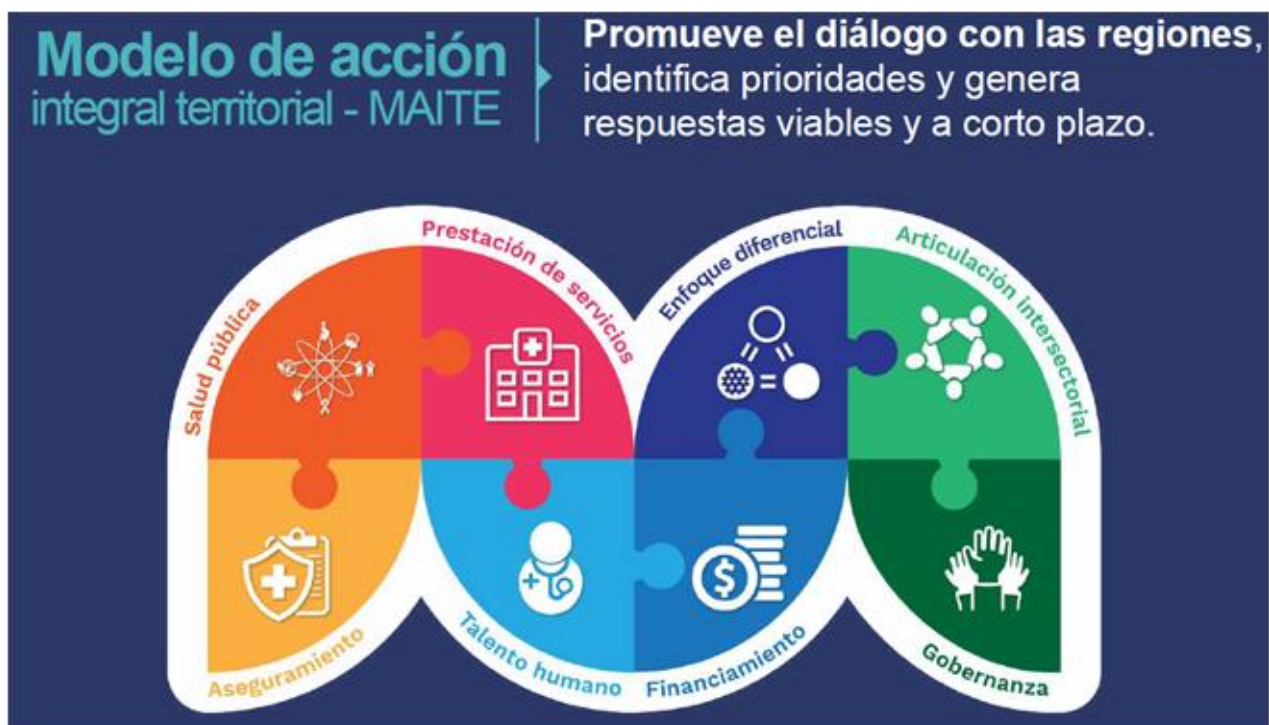 Modelo de acción
integral territorial - MAITE
Promueve el diálogo con las regiones,
identifica prioridades y genera
respuestas viables y a corto plazo.
Salud pública
Prestación de servicios
Enfoque diferencial
Articulación intersectorial
Aseguramiento
Talento humano
Financiamiento
Gobernanza
$